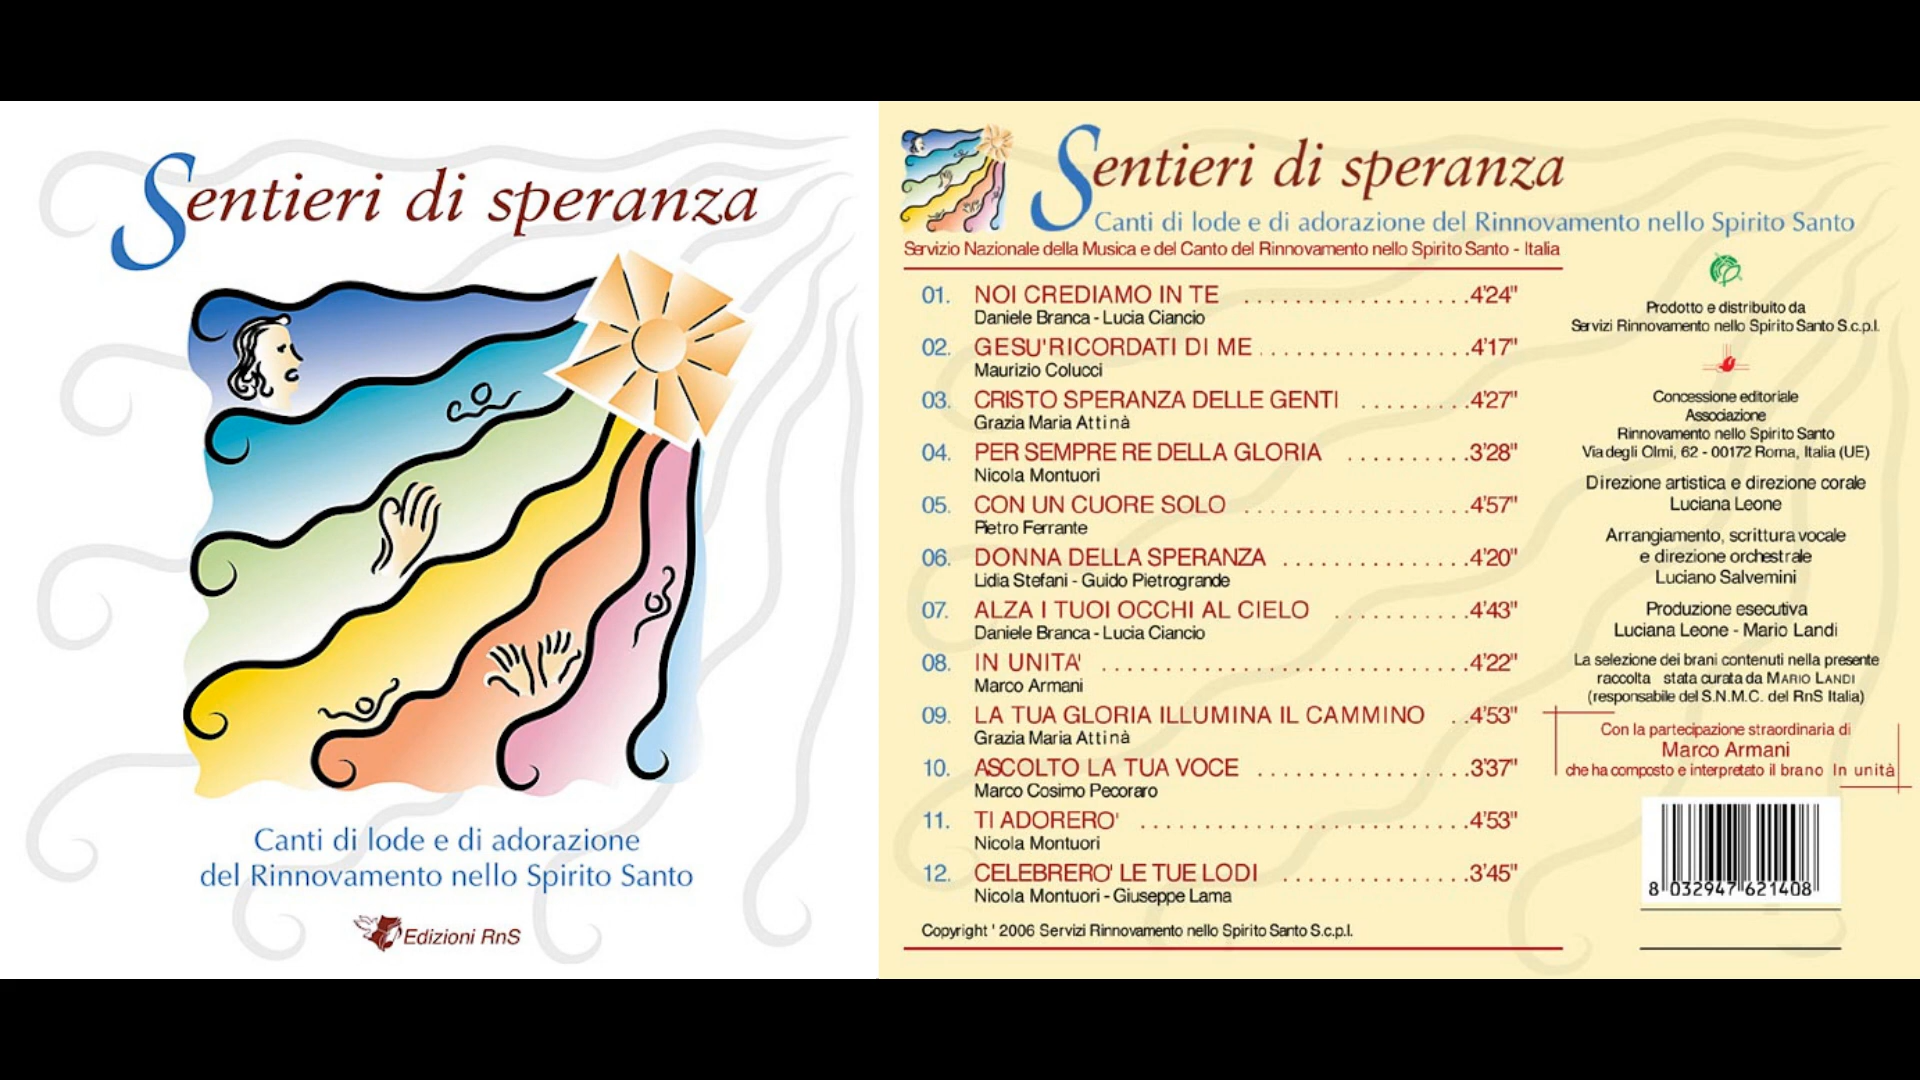 Sentieri di speranza
Canti di lode e di adorazione
del Rinnovamento nello Spirito Santo
Edizioni RnS
Sentieri di speranza
Canti di lode e di adorazione del Rinnovamento nello Spirito Santo
Servizio Nazionale della Musica e del Canto del Rinnovamento nello Spirito Santo - Italia
01. NOI CREDIAMO IN TE ..................4'24"
Daniele Branca - Lucia Ciancio
02. GESU' RICORDATI DI ME .................4'17"
Maurizio Colucci
03. CRISTO SPERANZA DELLE GENTI .........4'27"
Grazia Maria Attinà
04. PER SEMPRE RE DELLA GLORIA ..........3'28"
Nicola Montuori
05. CON UN CUORE SOLO ..................4'57"
Pietro Ferrante
06. DONNA DELLA SPERANZA ...............4'20"
Lidia Stefani - Guido Pietrogrande
07. ALZA I TUOI OCCHI AL CIELO ...........4'43"
Daniele Branca - Lucia Ciancio
08. IN UNITA' .............................4'22"
Marco Armani
09. LA TUA GLORIA ILLUMINA IL CAMMINO ..4'53"
Grazia Maria Attinà
10. ASCOLTO LA TUA VOCE .................3'37"
Marco Cosimo Pecoraro
11. TI ADORERO' ..........................4'53"
Nicola Montuori
12. CELEBRERO' LE TUE LODI ...............3'45"
Nicola Montuori - Giuseppe Lama
Copyright ' 2006 Servizi Rinnovamento nello Spirito Santo S.c.p.l.
Prodotto e distribuito da
Servizi Rinnovamento nello Spirito Santo S.c.p.l.
Concessione editoriale
Associazione
Rinnovamento nello Spirito Santo
Via degli Olmi, 62 - 00172 Roma, Italia (UE)
Direzione artistica e direzione corale
Luciana Leone
Arrangiamento, scrittura vocale
e direzione orchestrale
Luciano Salvemini
Produzione esecutiva
Luciana Leone - Mario Landi
La selezione dei brani contenuti nella presente
raccolta stata curata da MARIO LANDI
(responsabile del S.N.M.C. del RnS Italia)
Con la partecipazione straordinaria di
Marco Armani
che ha composto e interpretato il brano In unità
8 032947 621408